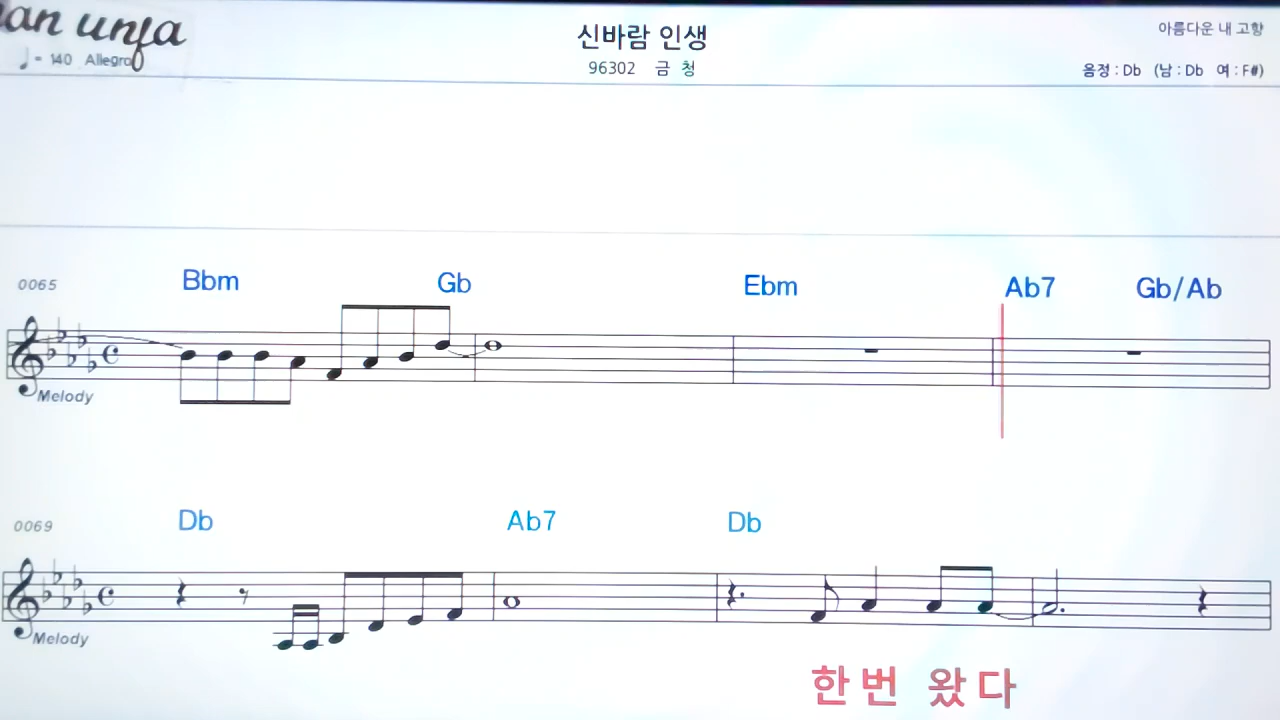 신바람 인생
아름다운 내 고향
♩= 140 Allegro
96302 금 청
음정 : Db (남 : Db 여 : F#)
0065 Bbm Gb Ebm Ab7 Gb/Ab
Melody
0069 Db Ab7 Db
Melody
한번 왔다